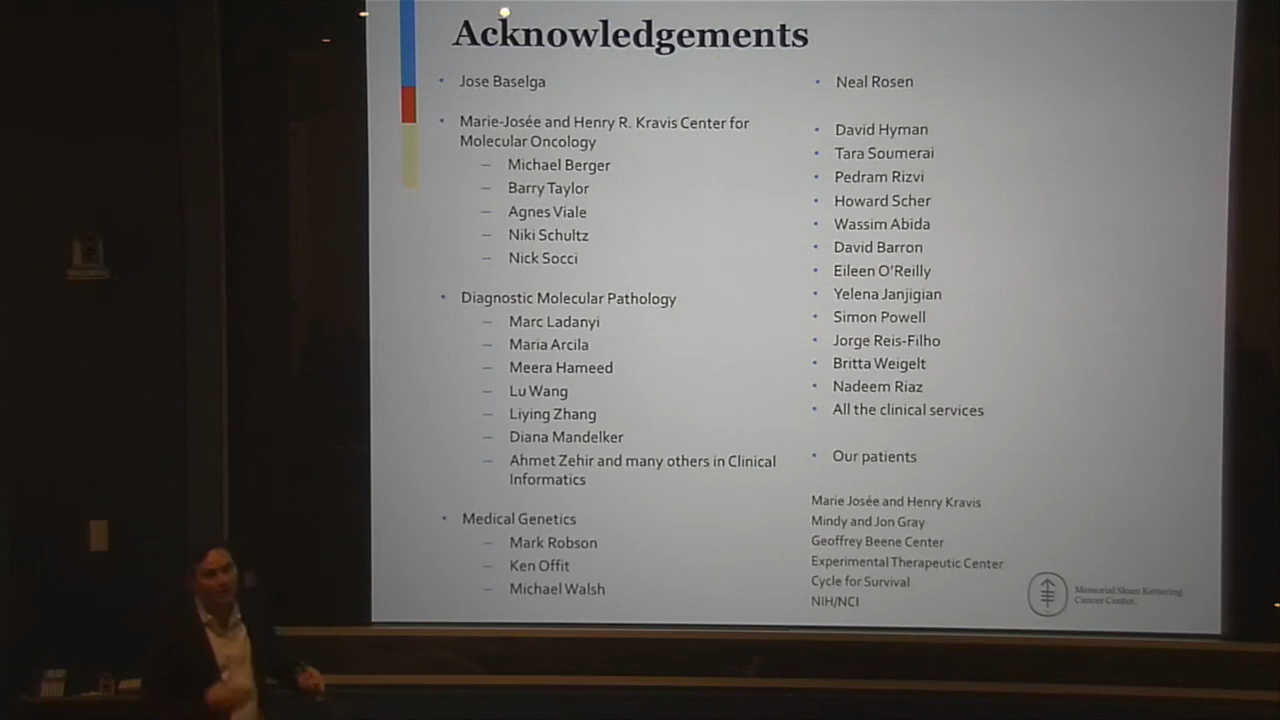 Acknowledgements
• Jose Baselga
• Marie-Josée and Henry R. Kravis Center for
Molecular Oncology
– Michael Berger
– Barry Taylor
– Agnes Viale
– Niki Schultz
– Nick Socci
• Diagnostic Molecular Pathology
– Marc Ladanyi
– Maria Arcila
– Meera Hameed
– Lu Wang
– Liying Zhang
– Diana Mandelker
– Ahmet Zehir and many others in Clinical
Informatics
• Medical Genetics
– Mark Robson
– Ken Offit
– Michael Walsh
• Neal Rosen
• David Hyman
• Tara Soumerai
• Pedram Rizvi
• Howard Scher
• Wassim Abida
• David Barron
• Eileen O'Reilly
• Yelena Janjigian
• Simon Powell
• Jorge Reis-Filho
• Britta Weigelt
• Nadeem Riaz
• All the clinical services
• Our patients
Marie Josée and Henry Kravis
Mindy and Jon Gray
Geoffrey Beene Center
Experimental Therapeutic Center
Cycle for Survival
NIH/NCI
Memorial Sloan Kettering
Cancer Center